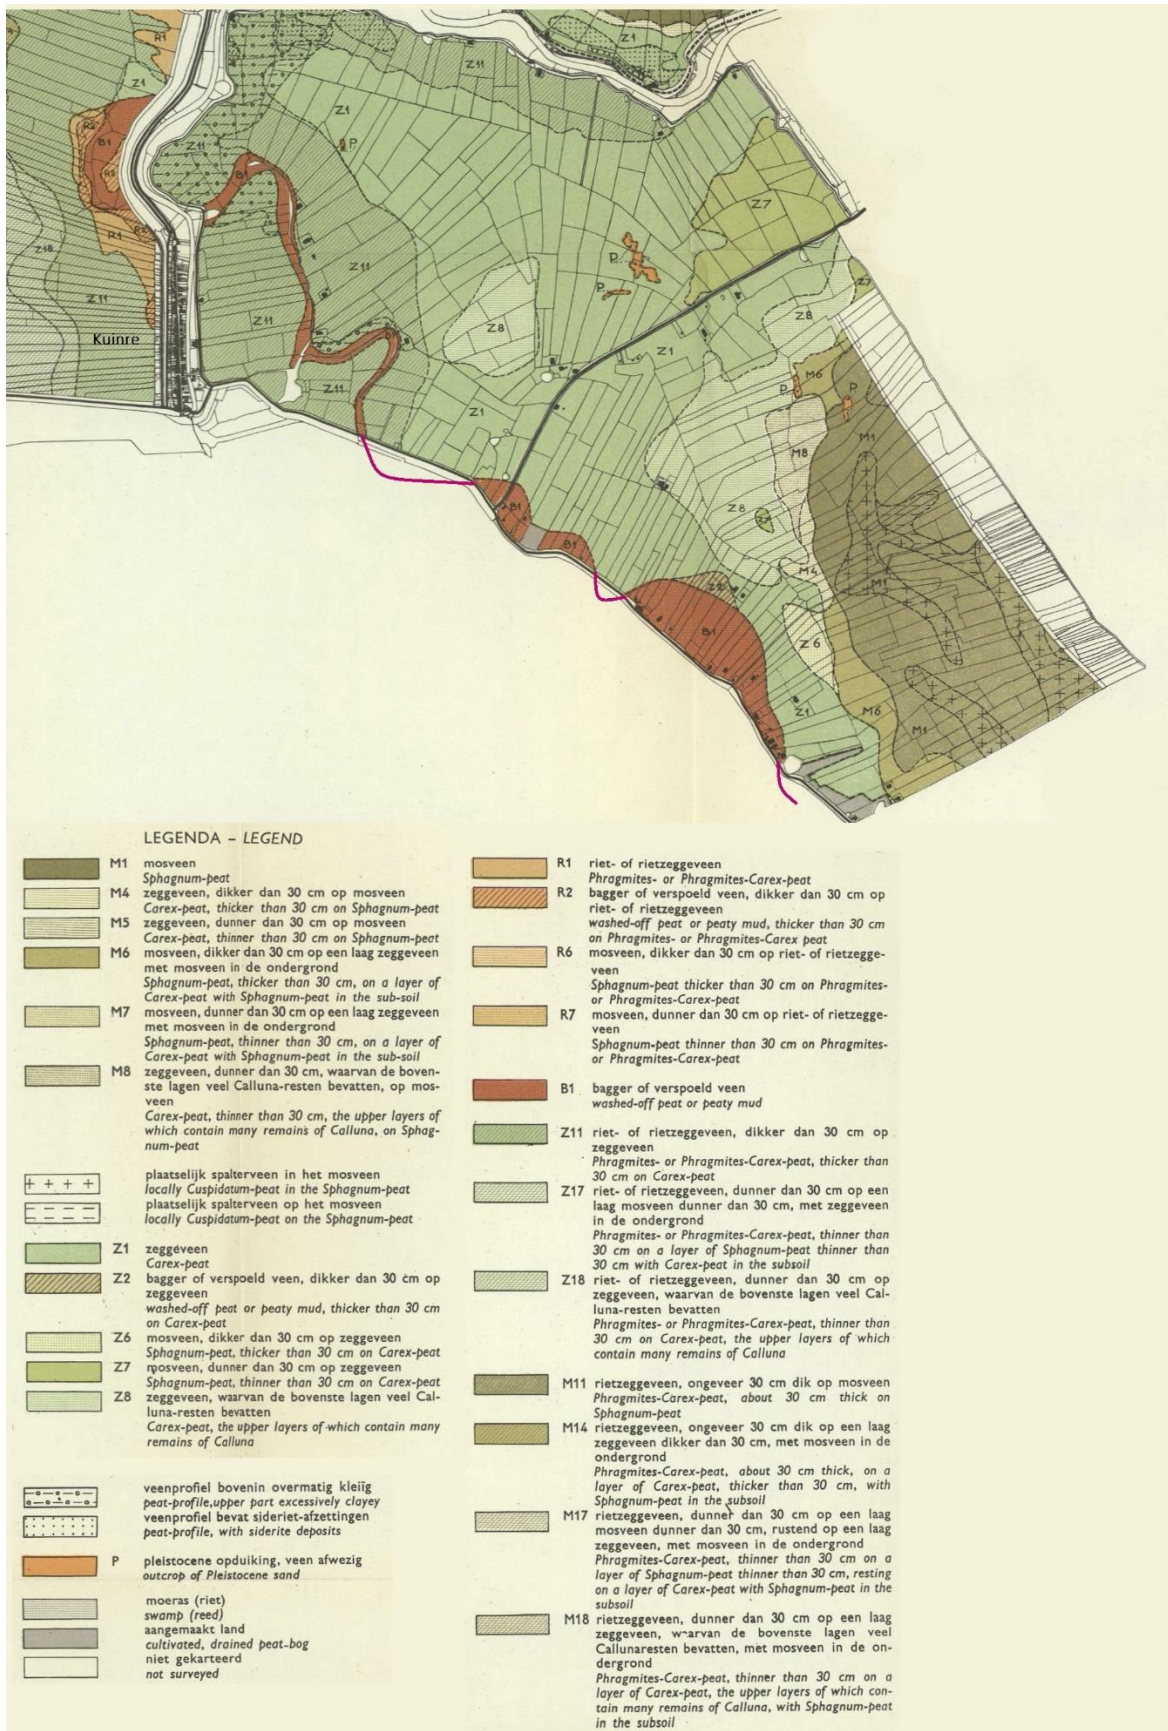 R1
Z1
Z11
Z1
Z1
R2
B1
R2
Z11
B1
P
R1
R2
Z18
Z11
Z11
Z11
Kuinre
Z11
Z7
P
P
Z8
Z1
Z8
Z7
Z1
M6
P
P
M1
M8
Z8
Z7
B1
B1
M4
M1
Z2
B1
Z6
Z1
M6
M1
LEGENDA – LEGEND
M1 mosveen
Sphagnum-peat
M4 zeggeveen, dikker dan 30 cm op mosveen
Carex-peat, thicker than 30 cm on Sphagnum-peat
M5 zeggeveen, dunner dan 30 cm op mosveen
Carex-peat, thinner than 30 cm on Sphagnum-peat
M6 mosveen, dikker dan 30 cm op een laag zeggeveen
met mosveen in de ondergrond
Sphagnum-peat, thicker than 30 cm, on a layer of
Carex-peat with Sphagnum-peat in the sub-soil
M7 mosveen, dunner dan 30 cm op een laag zeggeveen
met mosveen in de ondergrond
Sphagnum-peat, thinner than 30 cm, on a layer of
Carex-peat with Sphagnum-peat in the sub-soil
M8 zeggeveen, dunner dan 30 cm, waarvan de boven-
ste lagen veel Calluna-resten bevatten, op mos-
veen
Carex-peat, thinner than 30 cm, the upper layers of
which contain many remains of Calluna, on Sphag-
num-peat
plaatselijk spalterveen in het mosveen
locally Cuspidatum-peat in the Sphagnum-peat
plaatselijk spalterveen op het mosveen
locally Cuspidatum-peat on the Sphagnum-peat
Z1 zeggeveen
Carex-peat
Z2 bagger of verspoeld veen, dikker dan 30 cm op
zeggeveen
washed-off peat or peaty mud, thicker than 30 cm
on Carex-peat
Z6 mosveen, dikker dan 30 cm op zeggeveen
Sphagnum-peat, thicker than 30 cm on Carex-peat
Z7 mosveen, dunner dan 30 cm op zeggeveen
Sphagnum-peat, thinner than 30 cm on Carex-peat
Z8 zeggeveen, waarvan de bovenste lagen veel Cal-
luna-resten bevatten
Carex-peat, the upper layers of which contain many
remains of Calluna
veenprofiel bovenin overmatig kleiïg
peat-profile, upper part excessively clayey
veenprofiel bevat sideriet-afzettingen
peat-profile, with siderite deposits
P pleistocene opduiking, veen afwezig
outcrop of Pleistocene sand
moeras (riet)
swamp (reed)
aangemaakt land
cultivated, drained peat-bog
niet gekarteerd
not surveyed
R1 riet- of rietzeggeveen
Phragmites- or Phragmites-Carex-peat
R2 bagger of verspoeld veen, dikker dan 30 cm op
riet- of rietzeggeveen
washed-off peat or peaty mud, thicker than 30 cm
on Phragmites- or Phragmites-Carex peat
R6 mosveen, dikker dan 30 cm op riet- of rietzegge-
veen
Sphagnum-peat thicker than 30 cm on Phragmites-
or Phragmites-Carex-peat
R7 mosveen, dunner dan 30 cm op riet- of rietzegge-
veen
Sphagnum-peat thinner than 30 cm on Phragmites-
or Phragmites-Carex-peat
B1 bagger of verspoeld veen
washed-off peat or peaty mud
Z11 riet- of rietzeggeveen, dikker dan 30 cm op
zeggeveen
Phragmites- or Phragmites-Carex-peat, thicker than
30 cm on Carex-peat
Z17 riet- of rietzeggeveen, dunner dan 30 cm op een
laag mosveen dunner dan 30 cm, met zeggeveen
in de ondergrond
Phragmites- or Phragmites-Carex-peat, thinner than
30 cm on a layer of Sphagnum-peat thinner than
30 cm with Carex-peat in the subsoil
Z18 riet- of rietzeggeveen, dunner dan 30 cm op
zeggeveen, waarvan de bovenste lagen veel Cal-
luna-resten bevatten
Phragmites- or Phragmites-Carex-peat, thinner than
30 cm on Carex-peat, the upper layers of which
contain many remains of Calluna
M11 rietzeggeveen, ongeveer 30 cm dik op mosveen
Phragmites-Carex-peat, about 30 cm thick on
Sphagnum-peat
M14 rietzeggeveen, ongeveer 30 cm dik op een laag
zeggeveen dikker dan 30 cm, met mosveen in de
ondergrond
Phragmites-Carex-peat, about 30 cm thick, on a
layer of Carex-peat, thicker than 30 cm, with
Sphagnum-peat in the subsoil
M17 rietzeggeveen, dunner dan 30 cm op een laag
mosveen dunner dan 30 cm, rustend op een laag
zeggeveen, met mosveen in de ondergrond
Phragmites-Carex-peat, thinner than 30 cm on a
layer of Sphagnum-peat thinner than 30 cm, resting
on a layer of Carex-peat with Sphagnum-peat in the
subsoil
M18 rietzeggeveen, dunner dan 30 cm op een laag
zeggeveen, waarvan de bovenste lagen veel
Callunaresten bevatten, met mosveen in de on-
dergrond
Phragmites-Carex-peat, thinner than 30 cm on a
layer of Carex-peat, the upper layers of which con-
tain many remains of Calluna, with Sphagnum-peat
in the subsoil